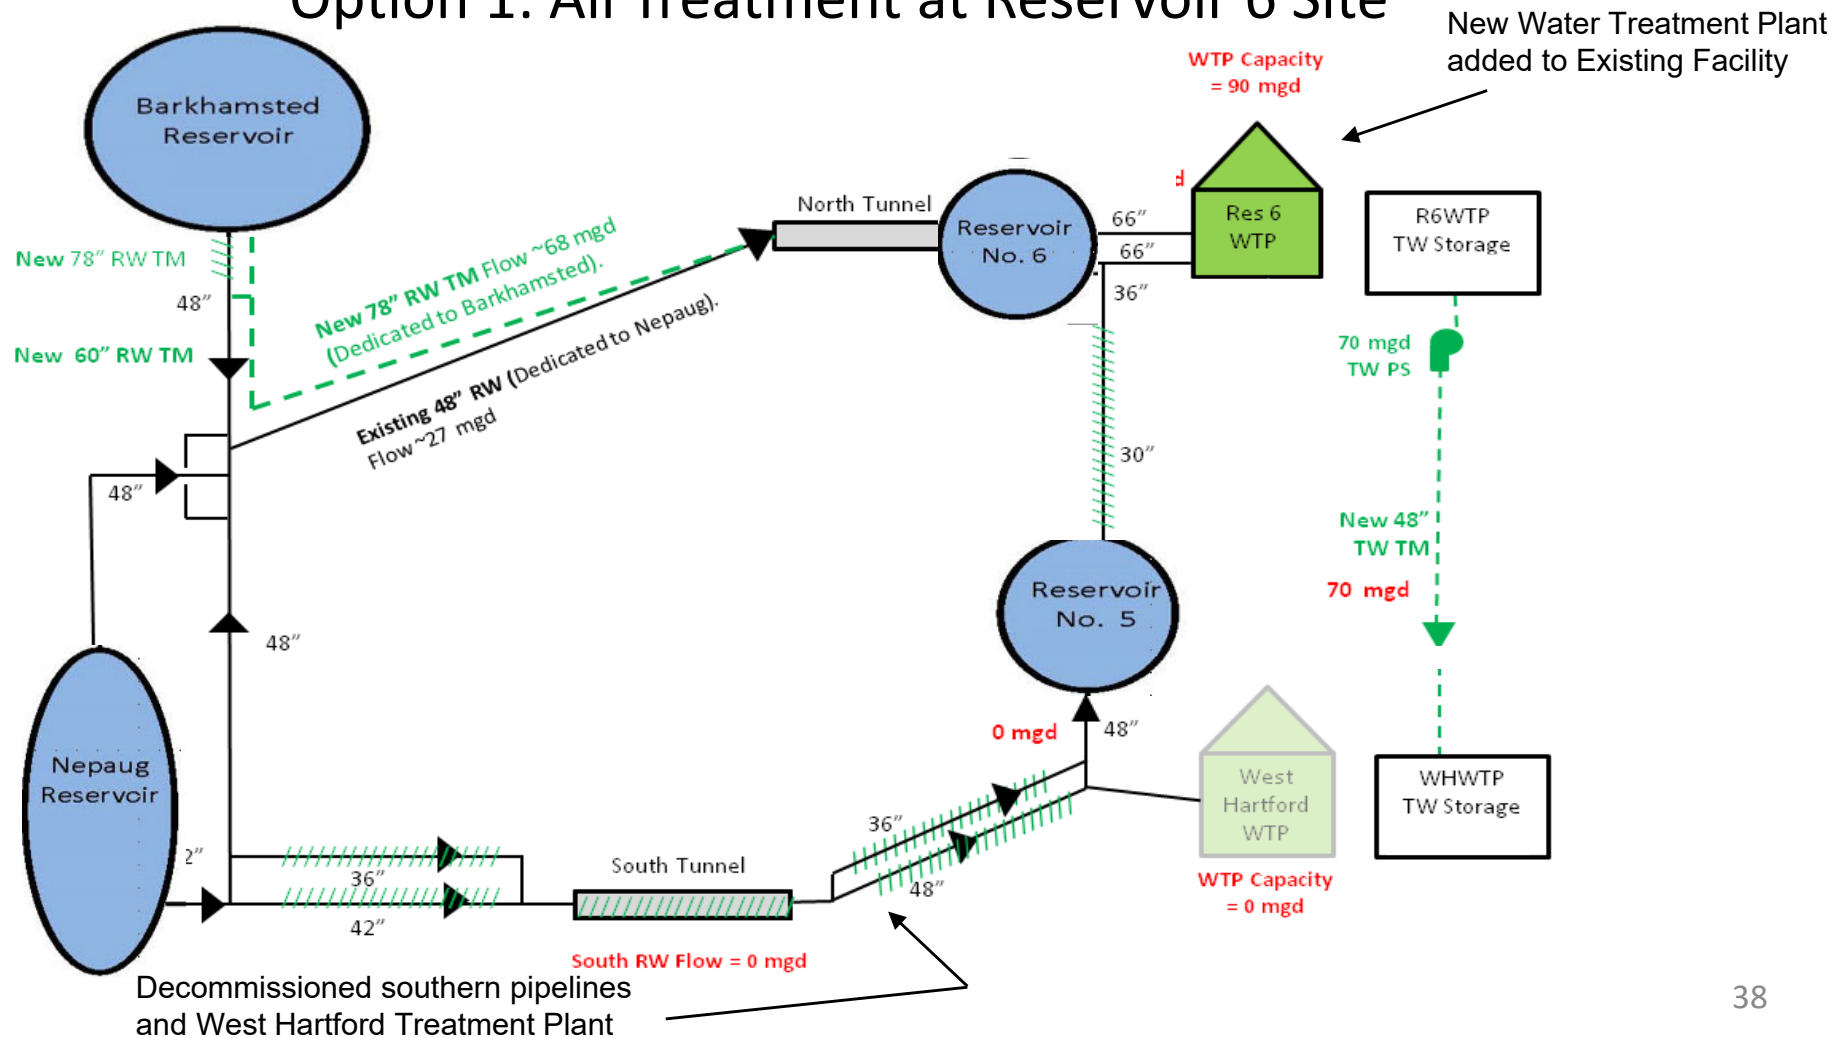 Option 1: All Treatment at Reservoir 6 Site
New Water Treatment Plant
added to Existing Facility
WTP Capacity
= 90 mgd
Barkhamsted
Reservoir
North Tunnel
Reservoir
No. 6
66”
66”
36”
d
Res 6
WTP
R6WTP
TW Storage
New 78” RW TM
48”
New 60” RW TM
New 78” RW TM Flow ~68 mgd
(Dedicated to Barkhamsted).
Existing 48” RW (Dedicated to Nepaug).
Flow ~27 mgd
70 mgd
TW PS
30”
48”
New 48”
TW TM
70 mgd
Reservoir
No. 5
48”
0 mgd
48”
Nepaug
Reservoir
West
Hartford
WTP
WHWTP
TW Storage
36”
2”
36”
South Tunnel
48”
42”
WTP Capacity
= 0 mgd
South RW Flow = 0 mgd
Decommissioned southern pipelines
and West Hartford Treatment Plant
38